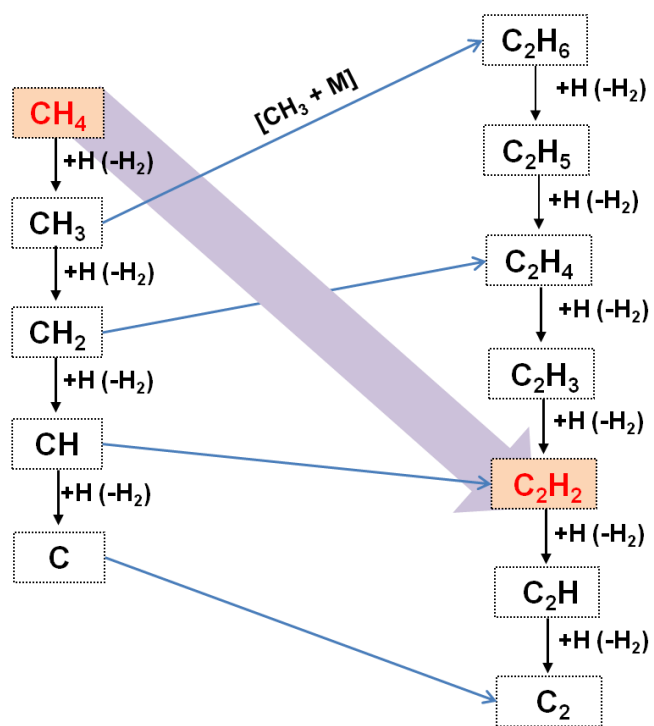 CH₄
+H (-H₂)
CH₃
+H (-H₂)
CH₂
+H (-H₂)
CH
+H (-H₂)
C
[CH₃ + M]
C₂H₆
+H (-H₂)
C₂H₅
+H (-H₂)
C₂H₄
+H (-H₂)
C₂H₃
+H (-H₂)
C₂H₂
+H (-H₂)
C₂H
+H (-H₂)
C₂